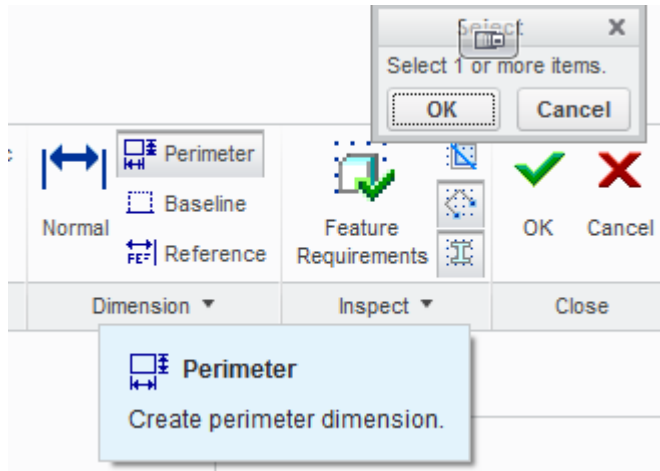 Select
Select 1 or more items.
OK
Cancel
Perimeter
Baseline
Reference
Normal
Feature
Requirements
OK
Cancel
Dimension
Inspect
Close
Perimeter
Create perimeter dimension.